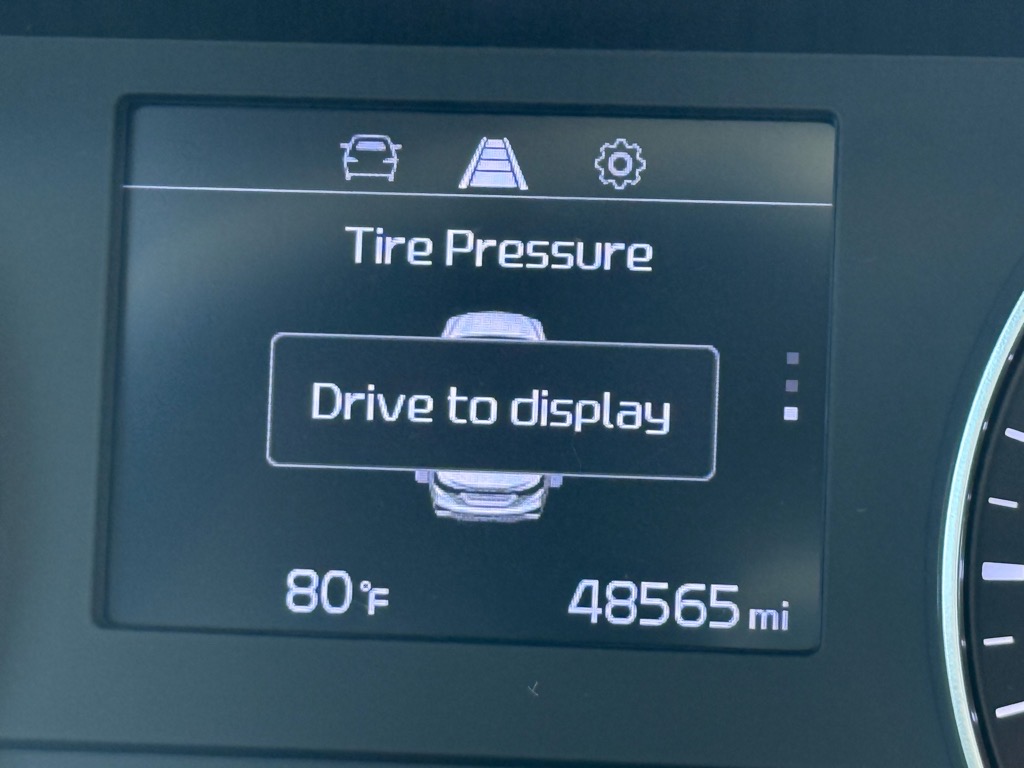 Tire Pressure
Drive to display
80°F 48565 mi